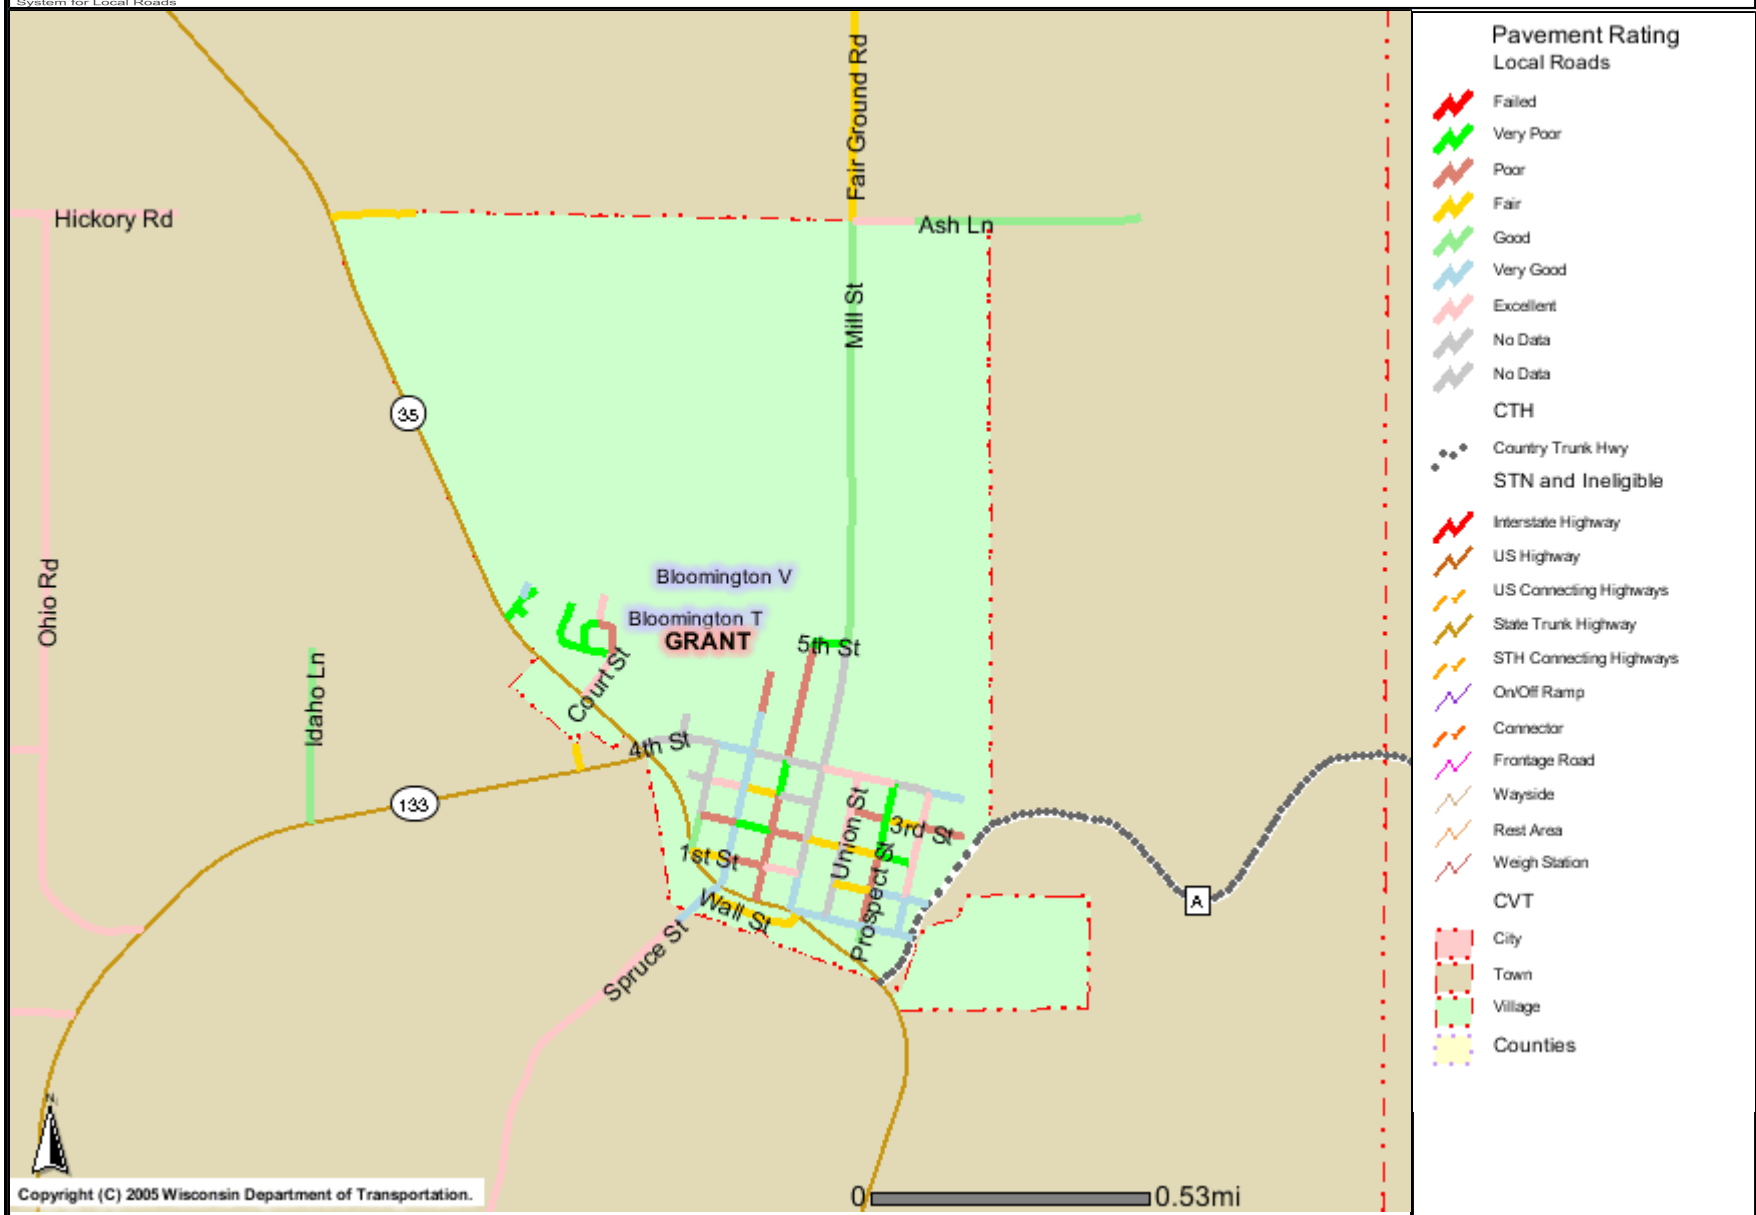 System for Local Roads
Fair Ground Rd
Hickory Rd
Ash Ln
Mill St
35
Ohio Rd
Bloomington V
Bloomington T
GRANT
5th St
Court St
Idaho Ln
4th St
133
Union St
3rd St
1st St
Prospect St
Wall St
A
Spruce St
N
Copyright (C) 2005 Wisconsin Department of Transportation.
0 0.53mi
Pavement Rating
Local Roads
Failed
Very Poor
Poor
Fair
Good
Very Good
Excellent
No Data
No Data
CTH
Country Trunk Hwy
STN and Ineligible
Interstate Highway
US Highway
US Connecting Highways
State Trunk Highway
STH Connecting Highways
On/Off Ramp
Connector
Frontage Road
Wayside
Rest Area
Weigh Station
CVT
City
Town
Village
Counties